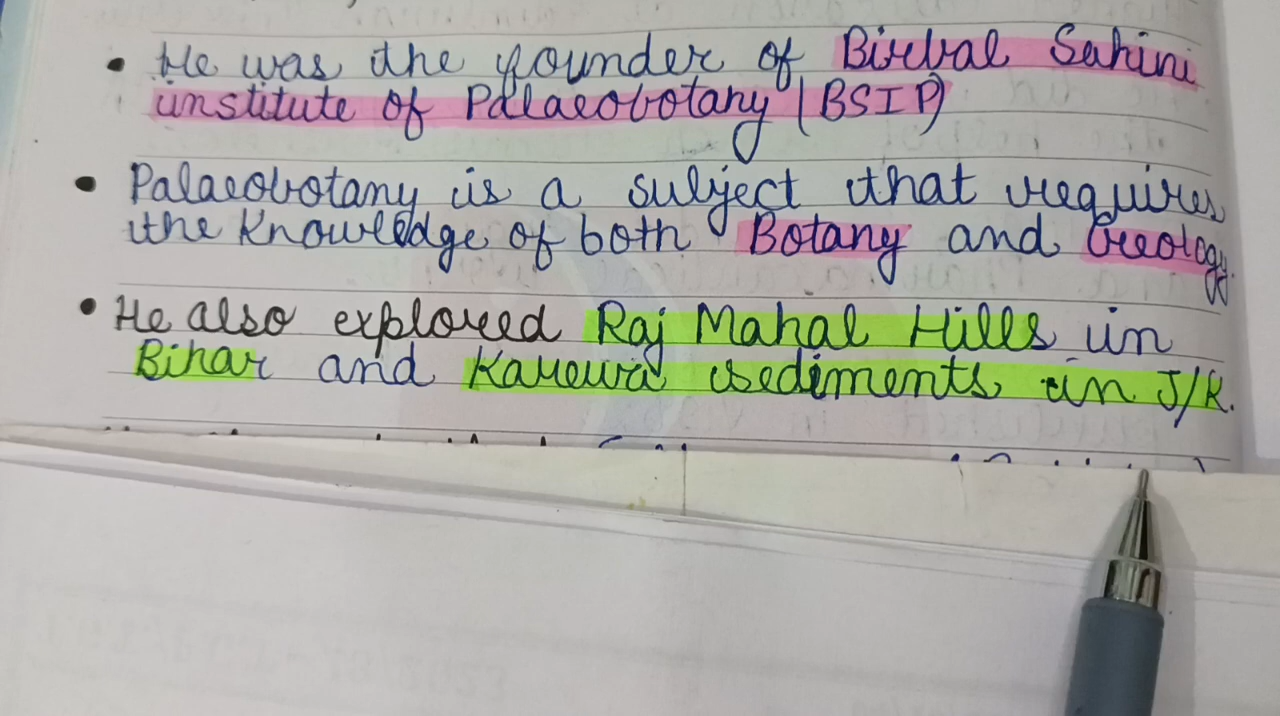 • He was the founder of Birbal Sahini
institute of Palaeobotany (BSIP)
• Palaeobotany is a subject that requires
the knowledge of both Botany and Geology.
• He also explored Raj Mahal Hills in
Bihar and Karewa sediments in J/K.